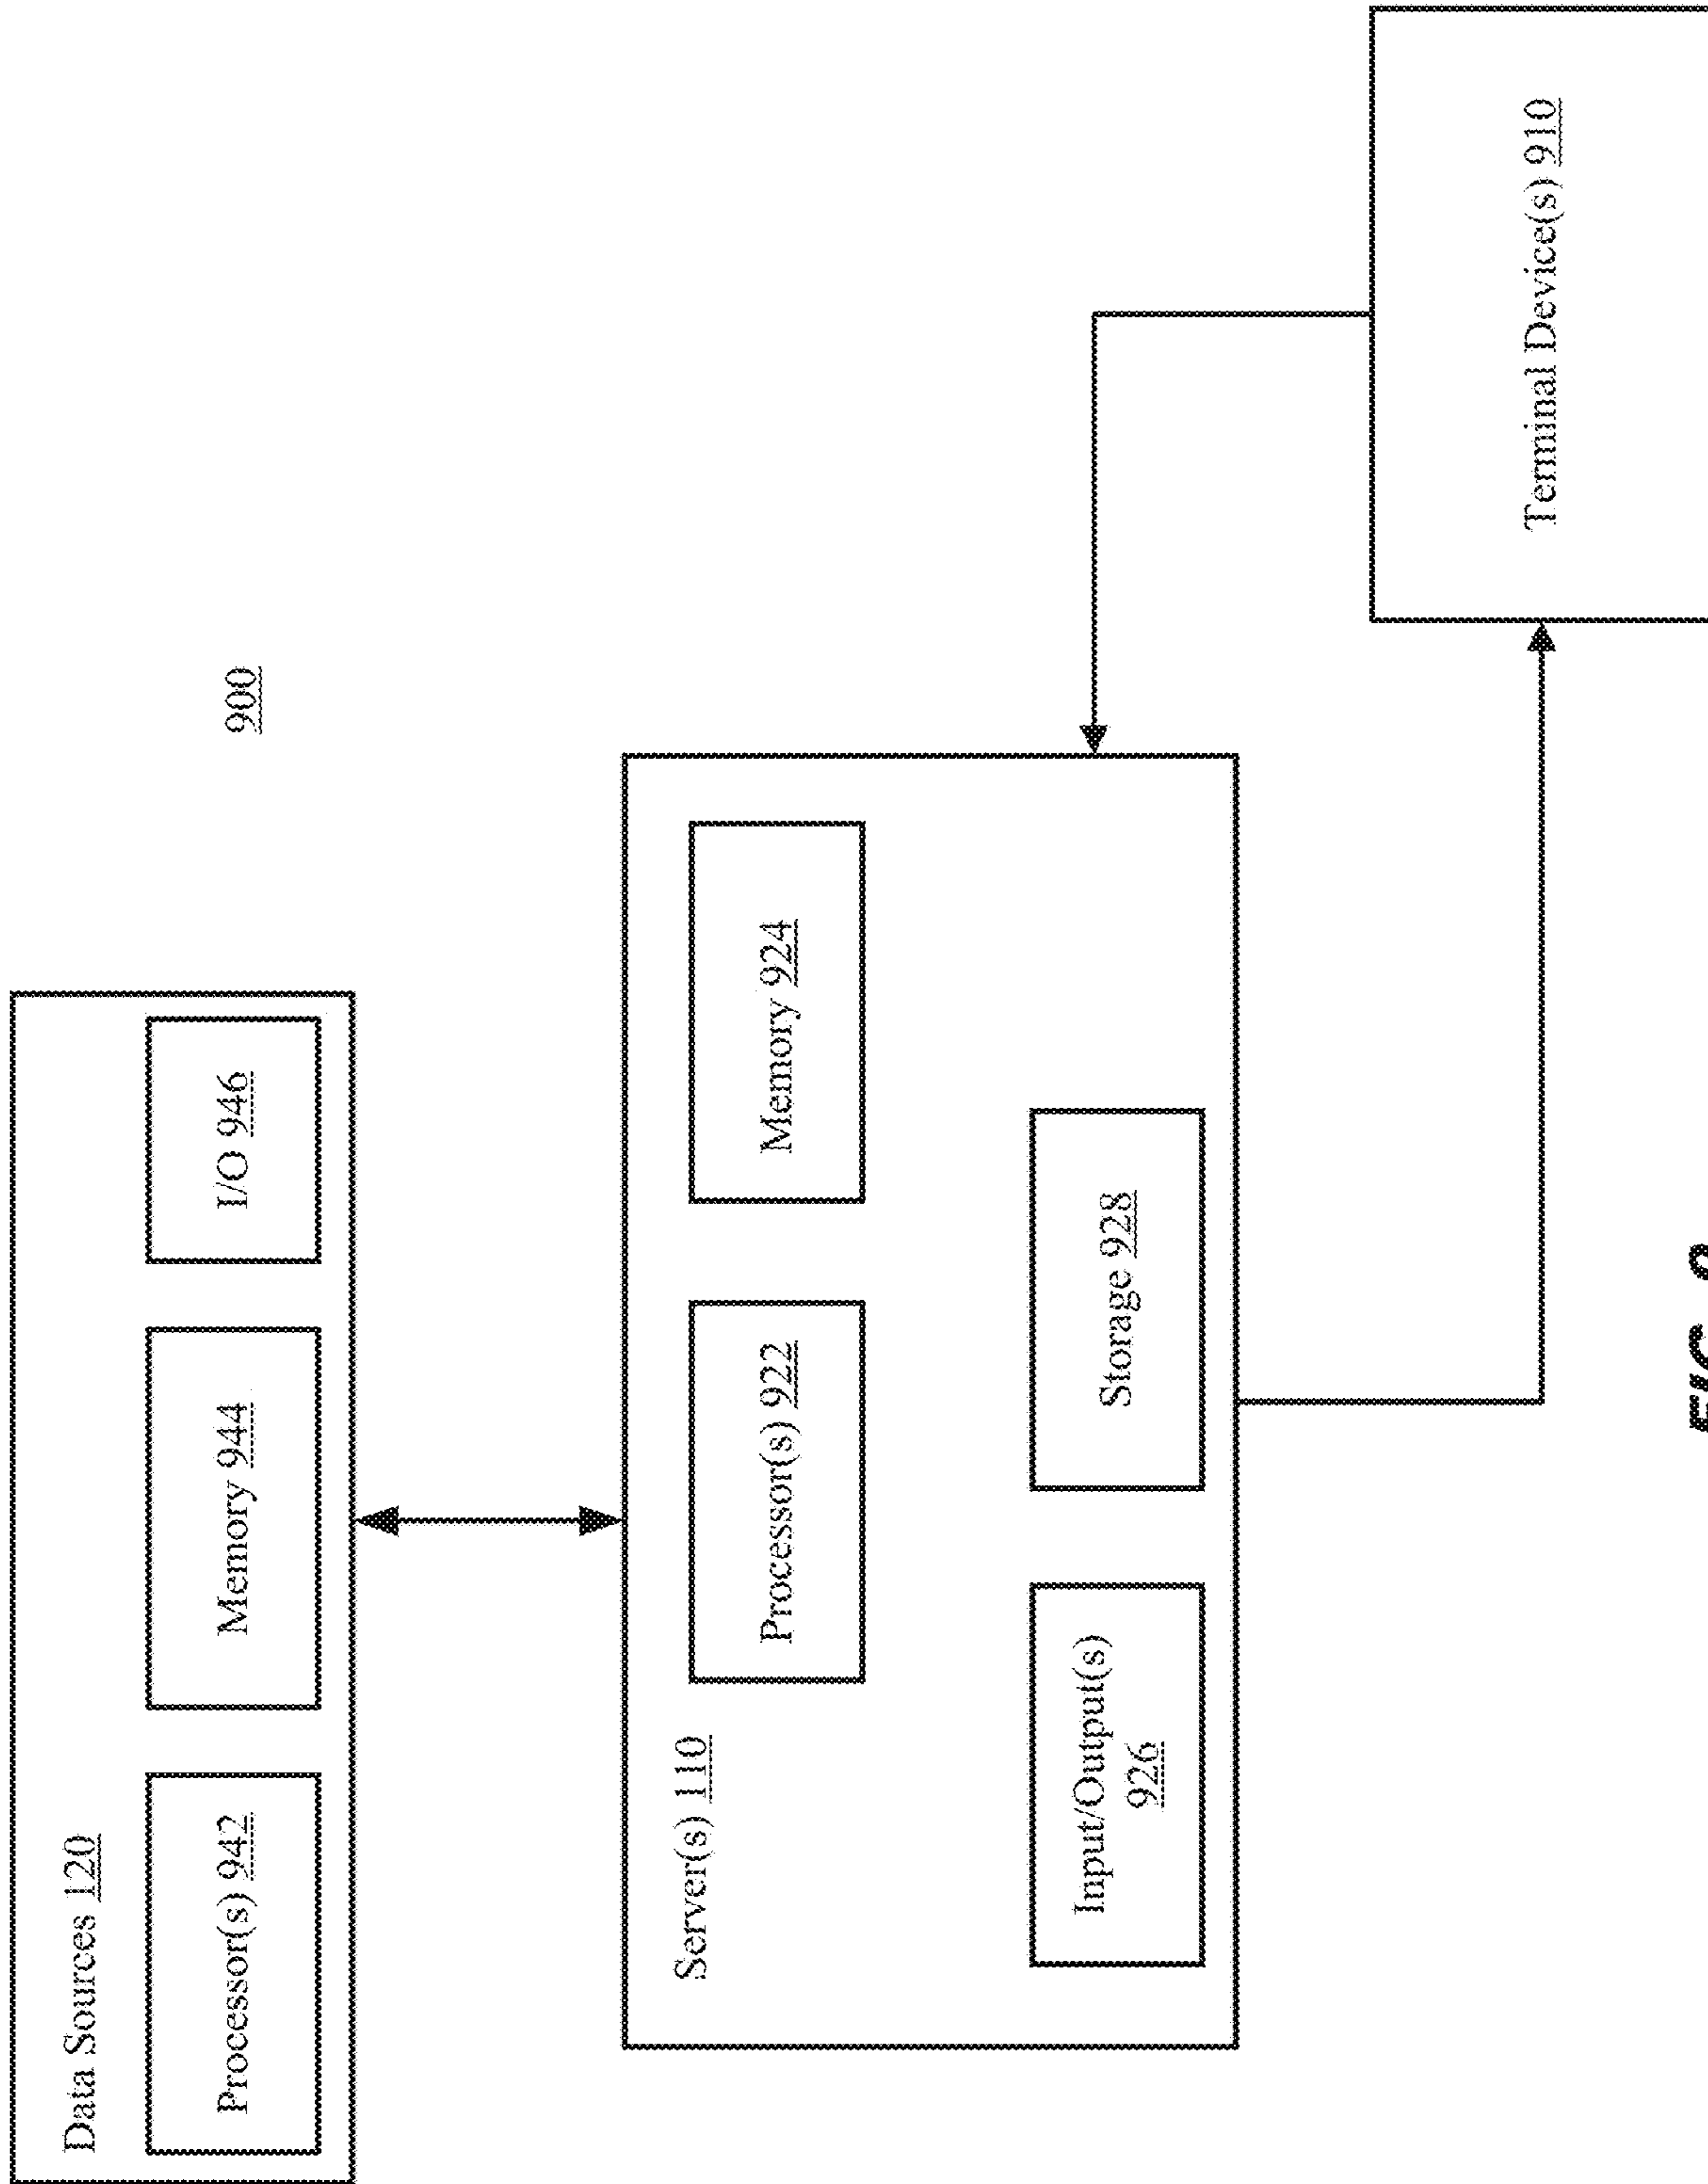 900
Data Sources 120
Processor(s) 942
Memory 944
I/O 946
Server(s) 110
Processor(s) 922
Memory 924
Input/Output(s)
926
Storage 928
Terminal Device(s) 910
FIG.